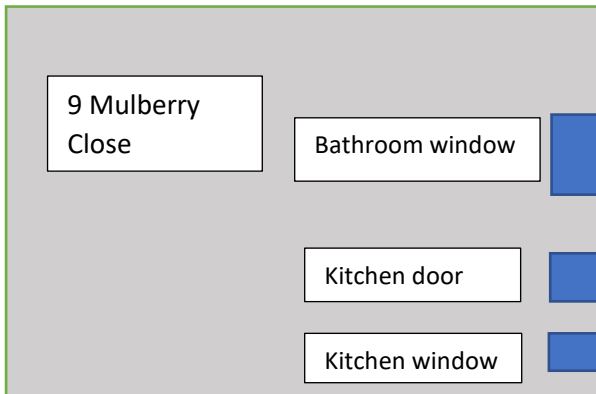 9 Mulberry
Close
Bathroom window
Kitchen door
Kitchen window